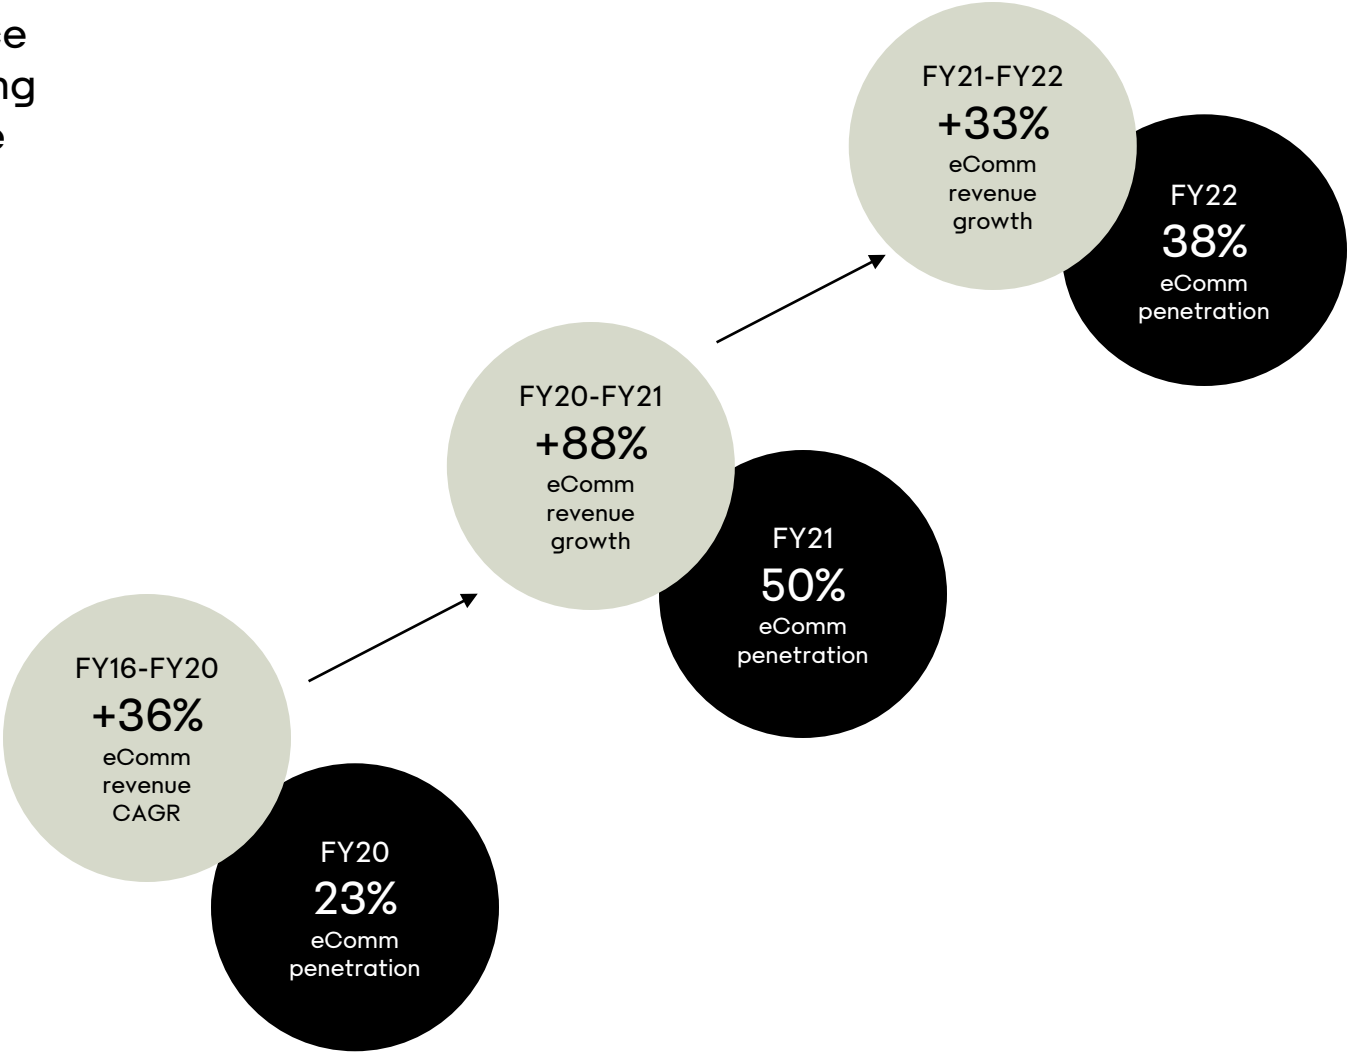 FY21-FY22
+33%
eComm
revenue
growth
FY22
38%
eComm
penetration
FY20-FY21
+88%
eComm
revenue
growth
FY21
50%
eComm
penetration
FY16-FY20
+36%
eComm
revenue
CAGR
FY20
23%
eComm
penetration